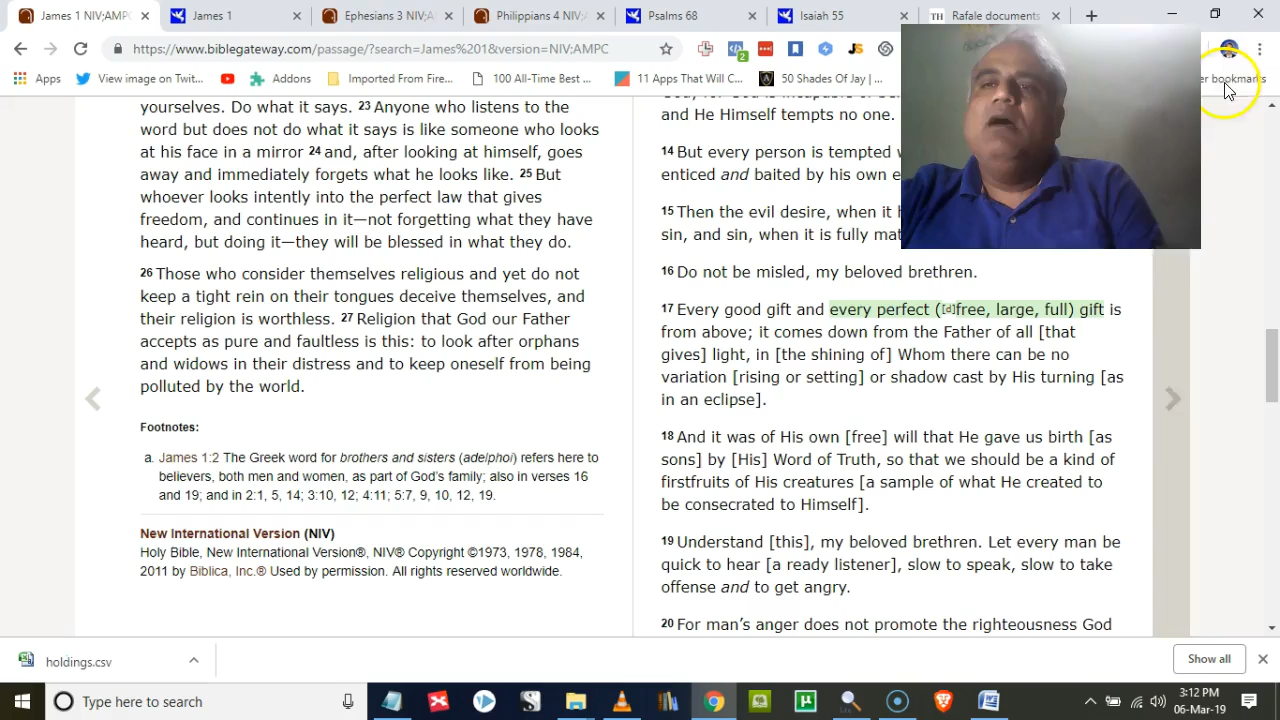 James 1 NIV;AMPC
James 1
Ephesians 3 NIV;A
Philippians 4 NIV;
Psalms 68
Isaiah 55
TH Rafale documents
https://www.biblegateway.com/passage/?search=James%201&version=NIV;AMPC
2
JS
Apps
View image on Twit...
Addons
Imported From Fire...
100 All-Time Best ...
11 Apps That Will C...
50 Shades Of Jay |...
er bookmarks
yourselves. Do what it says. 23 Anyone who listens to the
word but does not do what it says is like someone who looks
at his face in a mirror 24 and, after looking at himself, goes
away and immediately forgets what he looks like. 25 But
whoever looks intently into the perfect law that gives
freedom, and continues in it—not forgetting what they have
heard, but doing it—they will be blessed in what they do.
26 Those who consider themselves religious and yet do not
keep a tight rein on their tongues deceive themselves, and
their religion is worthless. 27 Religion that God our Father
accepts as pure and faultless is this: to look after orphans
and widows in their distress and to keep oneself from being
polluted by the world.
Footnotes:
a. James 1:2 The Greek word for brothers and sisters (adelphoi) refers here to
believers, both men and women, as part of God's family; also in verses 16
and 19; and in 2:1, 5, 14; 3:10, 12; 4:11; 5:7, 9, 10, 12, 19.
New International Version (NIV)
Holy Bible, New International Version®, NIV® Copyright ©1973, 1978, 1984,
2011 by Biblica, Inc.® Used by permission. All rights reserved worldwide.
and He Himself tempts no one.
14 But every person is tempted
enticed and baited by his own
15 Then the evil desire, when it
sin, and sin, when it is fully
16 Do not be misled, my beloved brethren.
17 Every good gift and every perfect ([d]free, large, full) gift is
from above; it comes down from the Father of all [that
gives] light, in [the shining of] Whom there can be no
variation [rising or setting] or shadow cast by His turning [as
in an eclipse].
18 And it was of His own [free] will that He gave us birth [as
sons] by [His] Word of Truth, so that we should be a kind of
firstfruits of His creatures [a sample of what He created to
be consecrated to Himself].
19 Understand [this], my beloved brethren. Let every man be
quick to hear [a ready listener], slow to speak, slow to take
offense and to get angry.
20 For man's anger does not promote the righteousness God
holdings.csv
Show all
Type here to search
3:12 PM
06-Mar-19